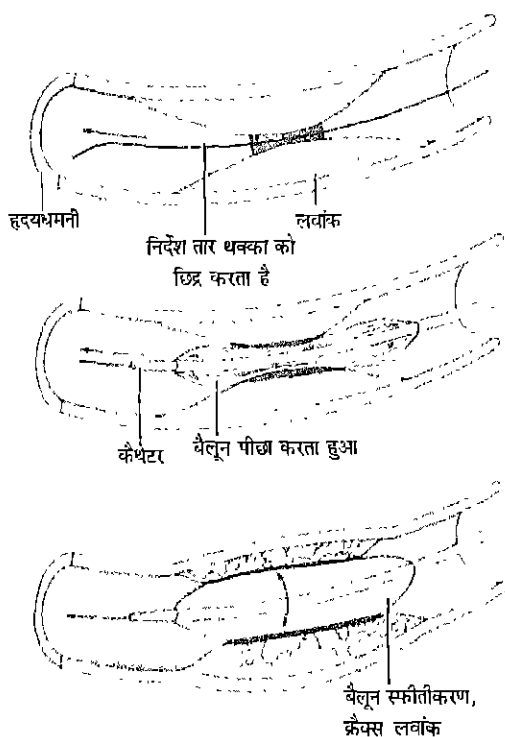 हृदयधमनी
लवांक
निर्देश तार थक्का को
छिद्र करता है
कैथेटर
बैलून पीछा करता हुआ
बैलून स्फीतीकरण,
क्रैक्स लवांक